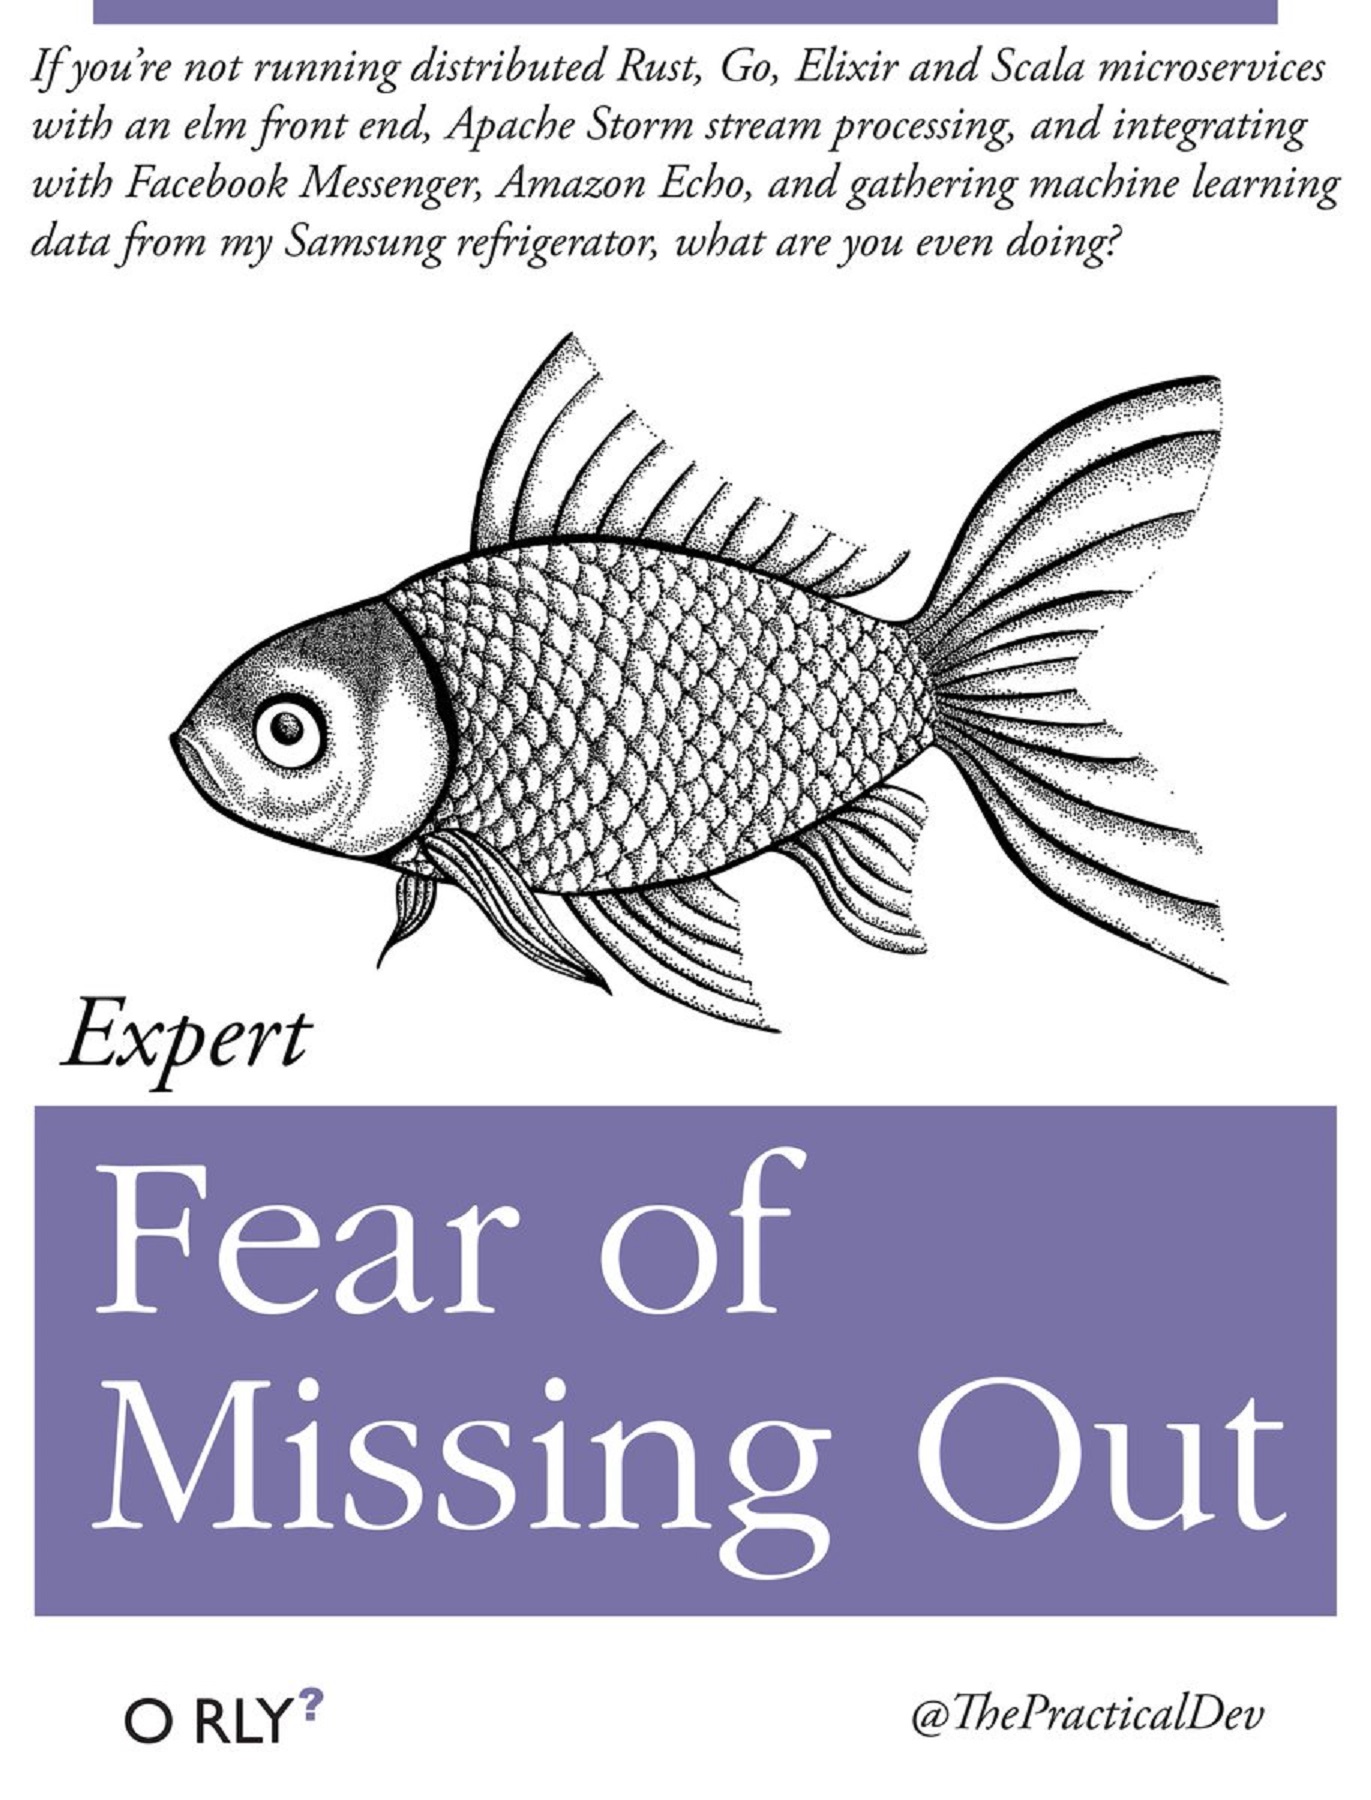 If you're not running distributed Rust, Go, Elixir and Scala microservices
with an elm front end, Apache Storm stream processing, and integrating
with Facebook Messenger, Amazon Echo, and gathering machine learning
data from my Samsung refrigerator, what are you even doing?
Expert
Fear of
Missing Out
O RLY?
@ThePracticalDev